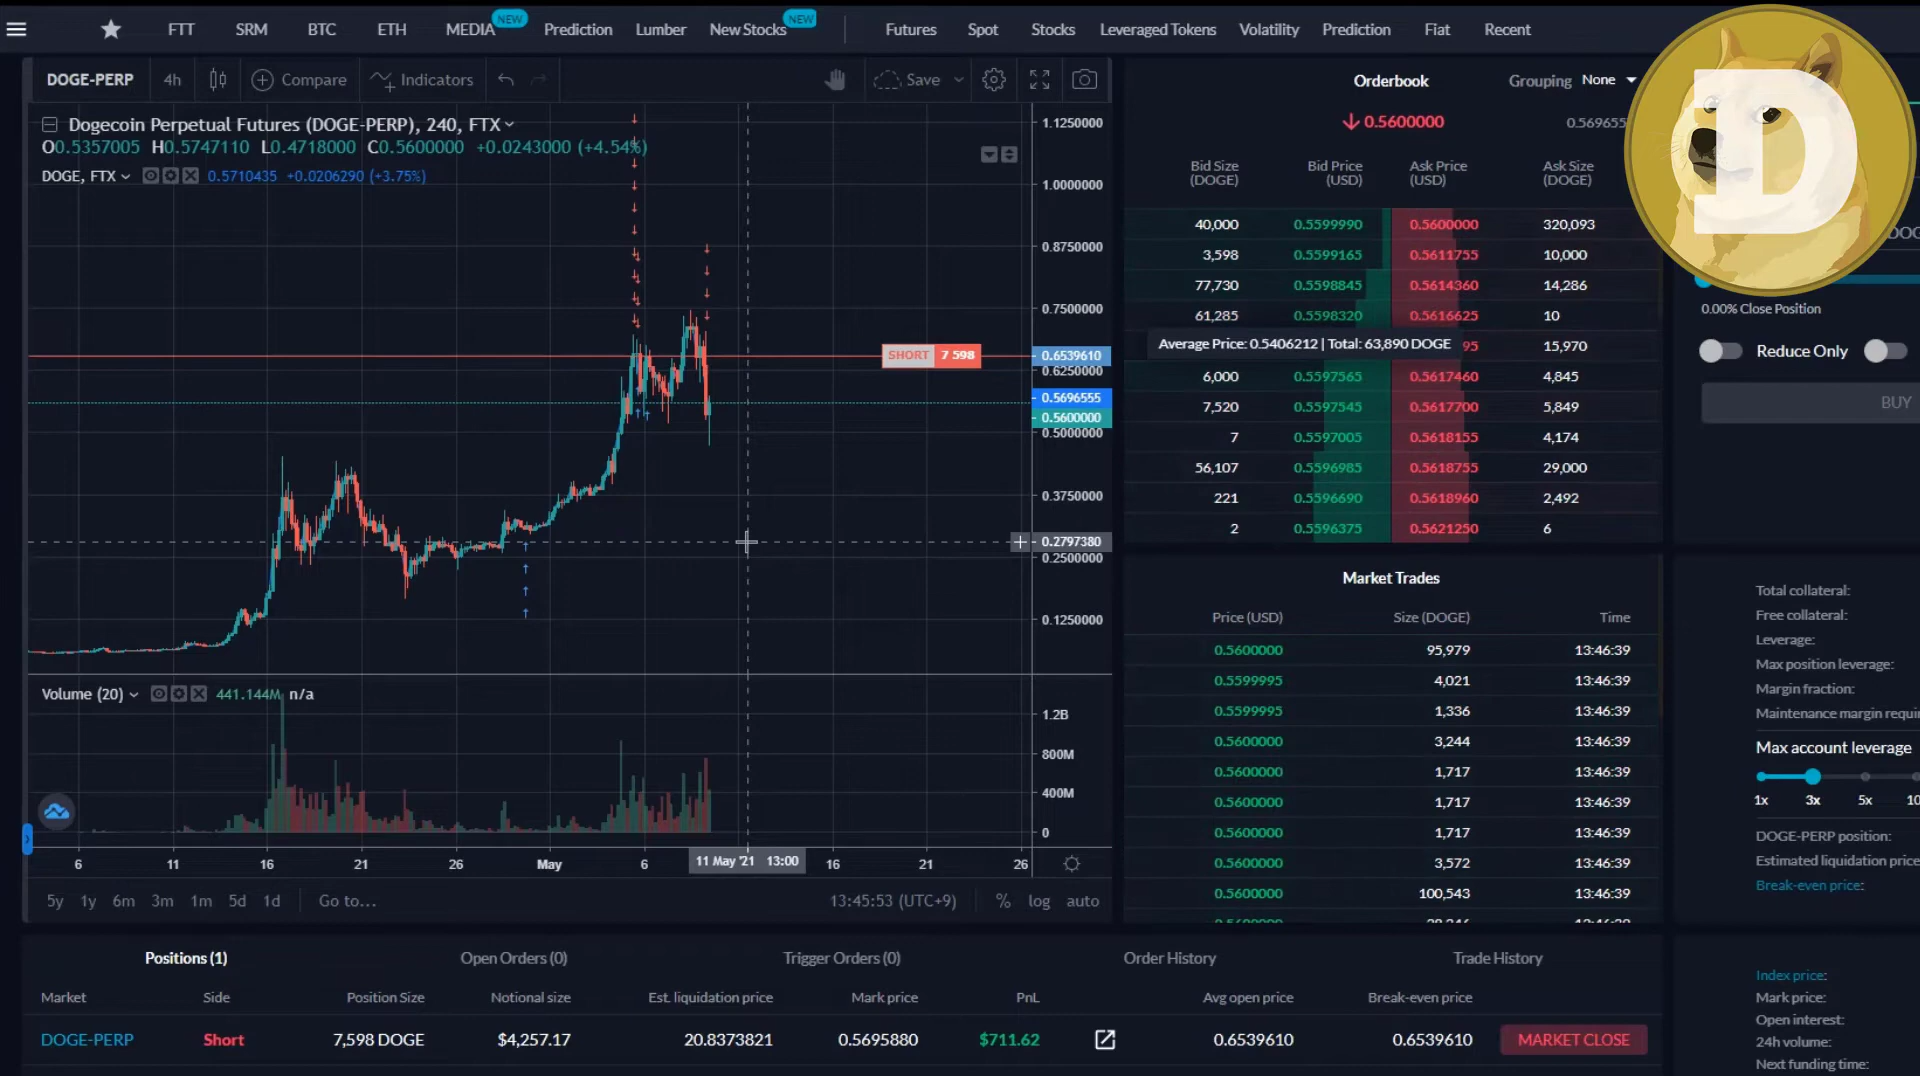 FTT SRM BTC ETH MEDIA NEW Prediction Lumber New Stocks NEW Futures Spot Stocks Leveraged Tokens Volatility Prediction Fiat Recent
DOGE-PERP 4h Compare Indicators Save
Dogecoin Perpetual Futures (DOGE-PERP), 240, FTX
O0.5357005 H0.5747110 L0.4718000 C0.5600000 +0.0243000 (+4.54%)
DOGE, FTX 0.5710435 +0.0206290 (+3.75%)
1.1250000
1.0000000
0.8750000
0.7500000
SHORT 7 598
0.6539610
0.6250000
0.5696555
0.5600000
0.5000000
0.3750000
0.2797380
0.2500000
0.1250000
Volume (20) 441.144M n/a
1.2B
800M
400M
0
6 11 16 21 26 May 6 11 May '21 13:00 16 21 26
5y 1y 6m 3m 1m 5d 1d Go to... 13:45:53 (UTC+9) % log auto
Orderbook Grouping None
0.5600000 0.569655
Bid Size (DOGE) Bid Price (USD) Ask Price (USD) Ask Size (DOGE)
40,000 0.5599990 0.5600000 320,093
3,598 0.5599165 0.5611755 10,000
77,730 0.5598845 0.5614360 14,286
61,285 0.5598320 0.5616625 10
Average Price: 0.5406212 | Total: 63,890 DOGE 95 15,970
6,000 0.5597565 0.5617460 4,845
7,520 0.5597545 0.5617700 5,849
7 0.5597005 0.5618155 4,174
56,107 0.5596985 0.5618755 29,000
221 0.5596690 0.5618960 2,492
2 0.5596375 0.5621250 6
Market Trades
Price (USD) Size (DOGE) Time
0.5600000 95,979 13:46:39
0.5599995 4,021 13:46:39
0.5599995 1,336 13:46:39
0.5600000 3,244 13:46:39
0.5600000 1,717 13:46:39
0.5600000 1,717 13:46:39
0.5600000 1,717 13:46:39
0.5600000 3,572 13:46:39
0.5600000 100,543 13:46:39
D
DOG
0.00% Close Position
Reduce Only
BUY
Total collateral:
Free collateral:
Leverage:
Max position leverage:
Margin fraction:
Maintenance margin requi
Max account leverage
1x 3x 5x 10
DOGE-PERP position:
Estimated liquidation price
Break-even price:
Index price:
Mark price:
Open interest:
24h volume:
Next funding time:
Positions (1) Open Orders (0) Trigger Orders (0) Order History Trade History
Market Side Position Size Notional size Est. liquidation price Mark price PnL Avg open price Break-even price
DOGE-PERP Short 7,598 DOGE $4,257.17 20.8373821 0.5695880 $711.62 0.6539610 0.6539610 MARKET CLOSE